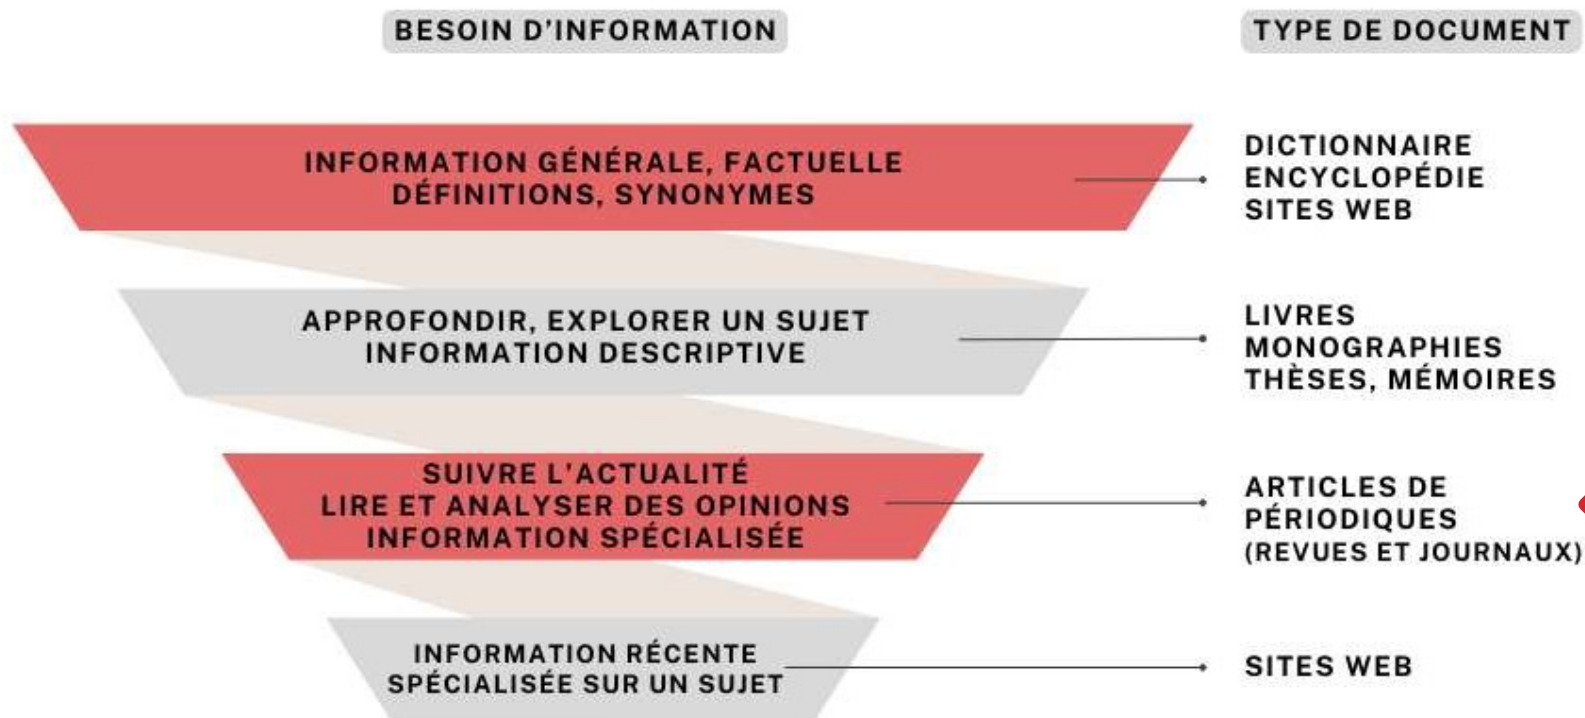 BESOIN D'INFORMATION
TYPE DE DOCUMENT
INFORMATION GÉNÉRALE, FACTUELLE
DÉFINITIONS, SYNONYMES
DICTIONNAIRE
ENCYCLOPÉDIE
SITES WEB
APPROFONDIR, EXPLORER UN SUJET
INFORMATION DESCRIPTIVE
LIVRES
MONOGRAPHIES
THÈSES, MÉMOIRES
SUIVRE L'ACTUALITÉ
LIRE ET ANALYSER DES OPINIONS
INFORMATION SPÉCIALISÉE
ARTICLES DE
PÉRIODIQUES
(REVUES ET JOURNAUX)
INFORMATION RÉCENTE
SPÉCIALISÉE SUR UN SUJET
SITES WEB